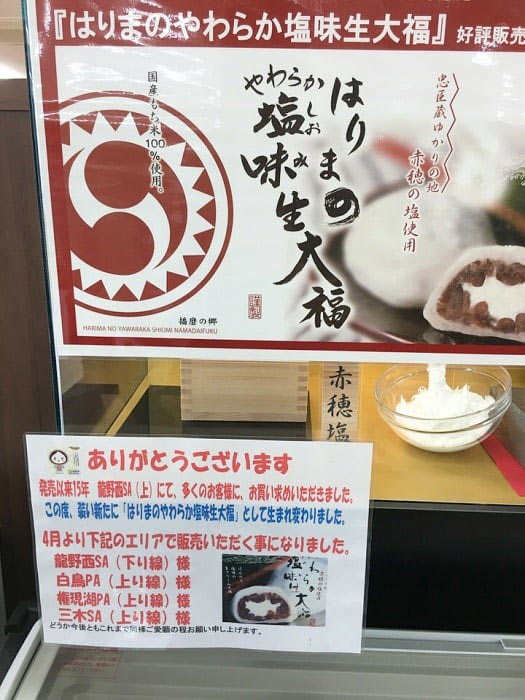 『はりまのやわらか塩味生大福』 好評販売
国産もち米100%使用。
はりまの
やわらか
塩味生大福
しお み
忠臣蔵ゆかりの地
赤穂の塩使用
謹製
播磨の郷
HARIMA NO YAWARAKA SHIOMI NAMADAIFUKU
赤穂塩
ありがとうございます
発売以来15年 龍野西SA(上)にて、多くのお客様に、お買い求めいただきました。
この度、装い新たに「はりまのやわらか塩味生大福」として生まれ変わりました。
4月より下記のエリアで販売いただく事になりました。
龍野西SA(下り線)様
白鳥PA(上り線)様
権現湖PA(上り線)様
三木SA(上り線)様
どうか今後ともこれまで同様ご愛顧の程お願い申し上げます。